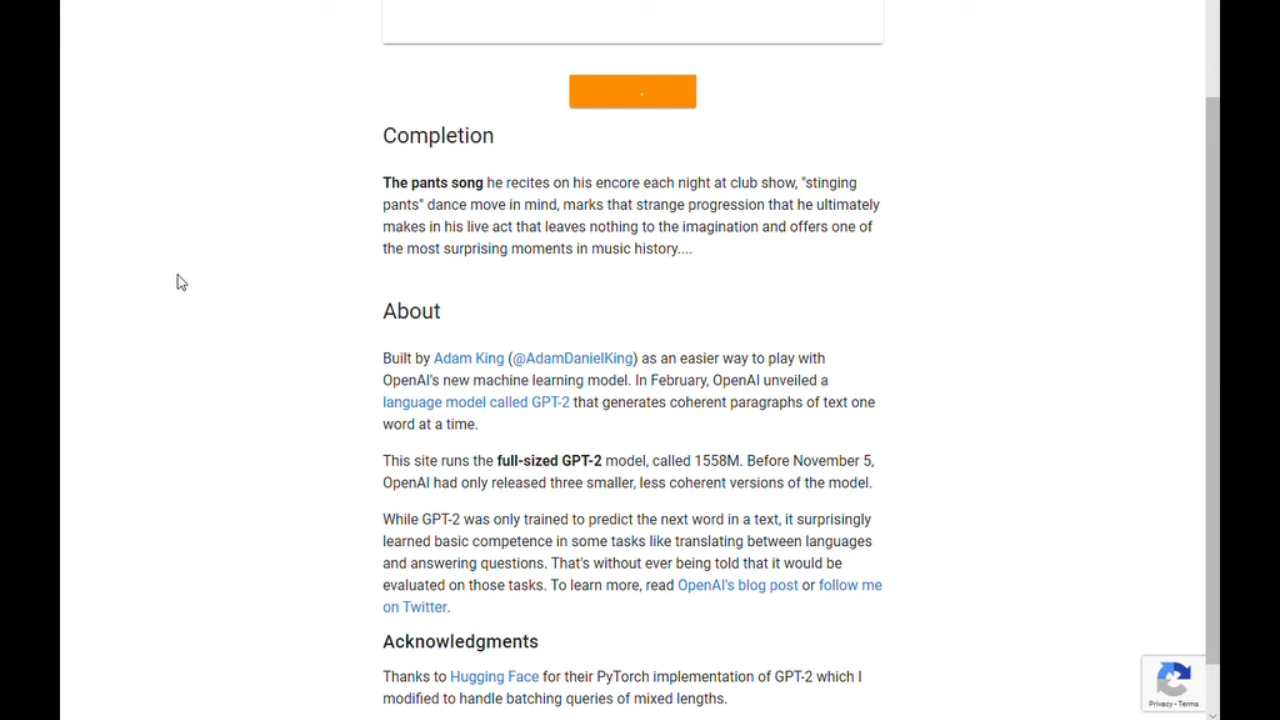 Completion
The pants song he recites on his encore each night at club show, "stinging
pants" dance move in mind, marks that strange progression that he ultimately
makes in his live act that leaves nothing to the imagination and offers one of
the most surprising moments in music history....
About
Built by Adam King (@AdamDanielKing) as an easier way to play with
OpenAI's new machine learning model. In February, OpenAI unveiled a
language model called GPT-2 that generates coherent paragraphs of text one
word at a time.
This site runs the full-sized GPT-2 model, called 1558M. Before November 5,
OpenAI had only released three smaller, less coherent versions of the model.
While GPT-2 was only trained to predict the next word in a text, it surprisingly
learned basic competence in some tasks like translating between languages
and answering questions. That's without ever being told that it would be
evaluated on those tasks. To learn more, read OpenAI's blog post or follow me
on Twitter.
Acknowledgments
Thanks to Hugging Face for their PyTorch implementation of GPT-2 which I
modified to handle batching queries of mixed lengths.
Privacy - Terms